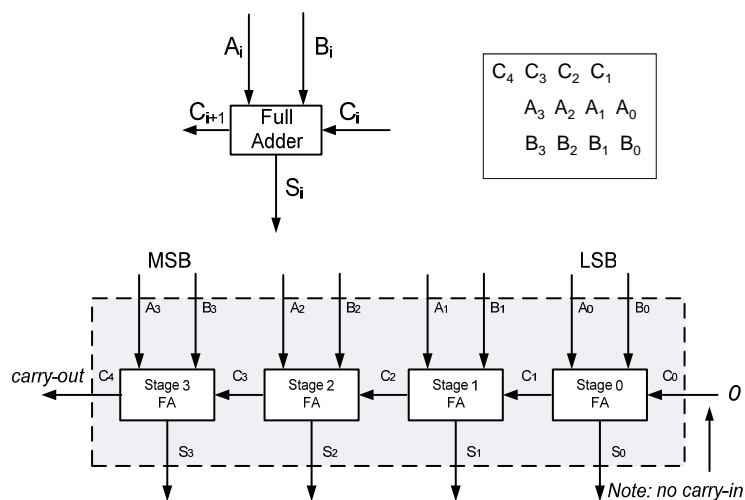 Aᵢ Bᵢ
Cᵢ₊₁ Full Adder Cᵢ
Sᵢ
C₄ C₃ C₂ C₁
A₃ A₂ A₁ A₀
B₃ B₂ B₁ B₀
MSB LSB
A₃ B₃ A₂ B₂ A₁ B₁ A₀ B₀
carry-out C₄ Stage 3 C₃ Stage 2 C₂ Stage 1 C₁ Stage 0 C₀ 0
FA FA FA FA
S₃ S₂ S₁ S₀
Note: no carry-in